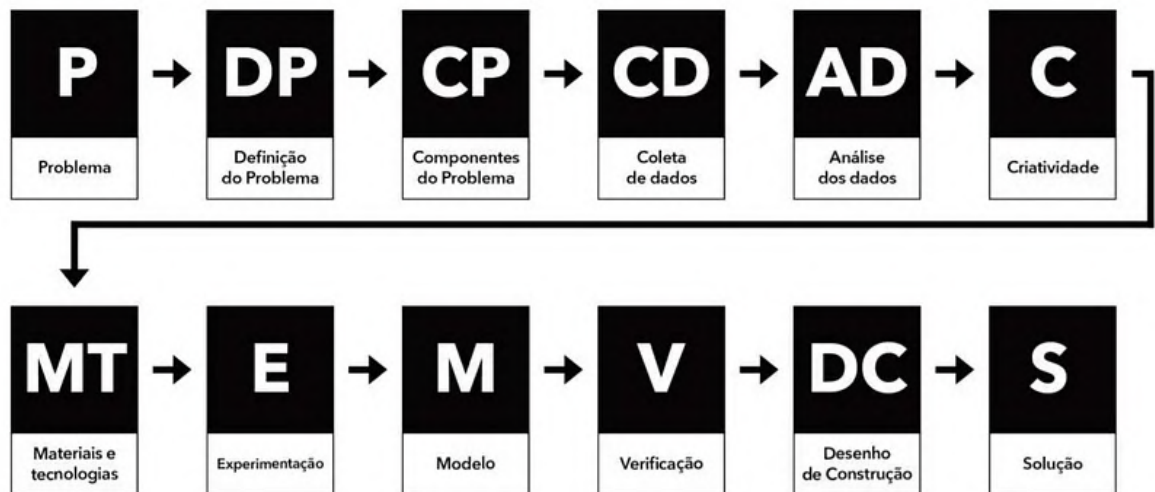 P
Problema
DP
Definição
do Problema
CP
Componentes
do Problema
CD
Coleta
de dados
AD
Análise
dos dados
C
Criatividade
MT
Materiais e
tecnologias
E
Experimentação
M
Modelo
V
Verificação
DC
Desenho
de Construção
S
Solução